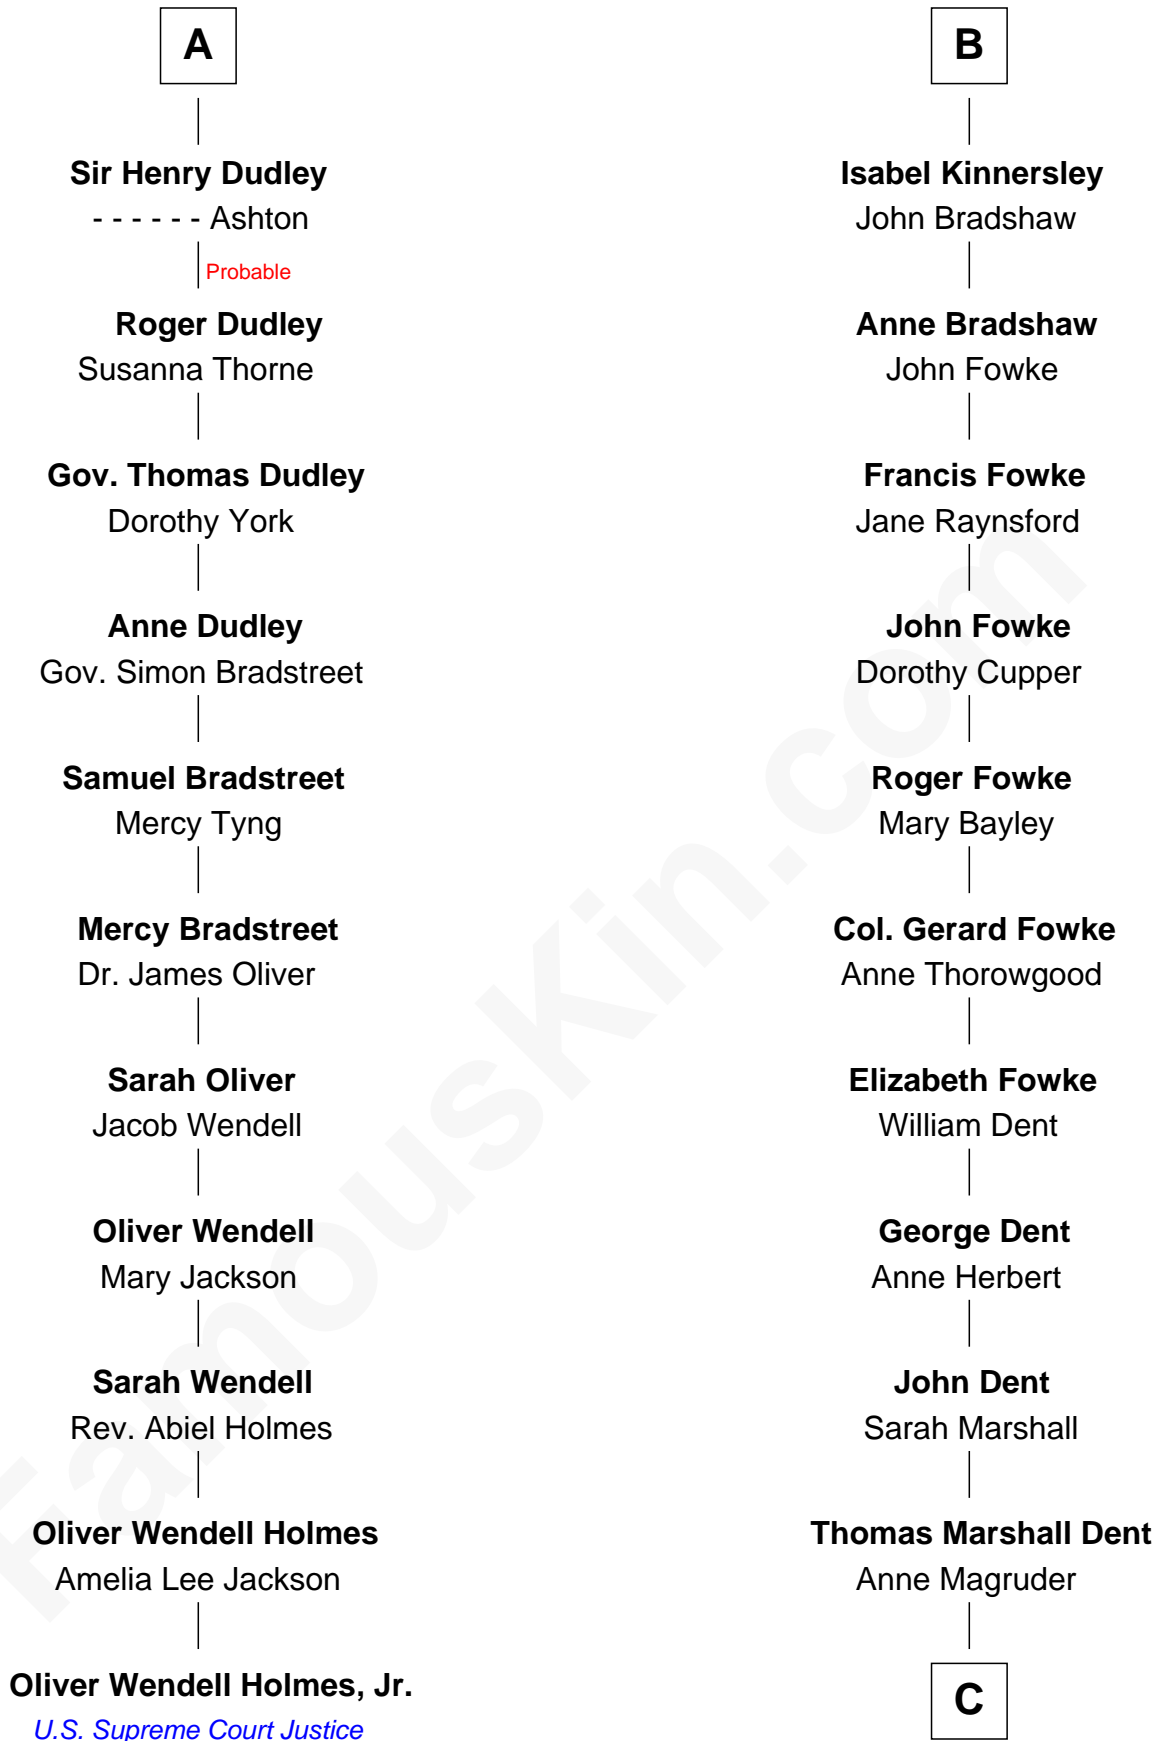 A
Sir Henry Dudley
- - - - - - Ashton
Probable
Roger Dudley
Susanna Thorne
Gov. Thomas Dudley
Dorothy York
Anne Dudley
Gov. Simon Bradstreet
Samuel Bradstreet
Mercy Tyng
Mercy Bradstreet
Dr. James Oliver
Sarah Oliver
Jacob Wendell
Oliver Wendell
Mary Jackson
Sarah Wendell
Rev. Abiel Holmes
Oliver Wendell Holmes
Amelia Lee Jackson
Oliver Wendell Holmes, Jr.
U.S. Supreme Court Justice
B
Isabel Kinnersley
John Bradshaw
Anne Bradshaw
John Fowke
Francis Fowke
Jane Raynsford
John Fowke
Dorothy Cupper
Roger Fowke
Mary Bayley
Col. Gerard Fowke
Anne Thorowgood
Elizabeth Fowke
William Dent
George Dent
Anne Herbert
John Dent
Sarah Marshall
Thomas Marshall Dent
Anne Magruder
C
FamousKin.com